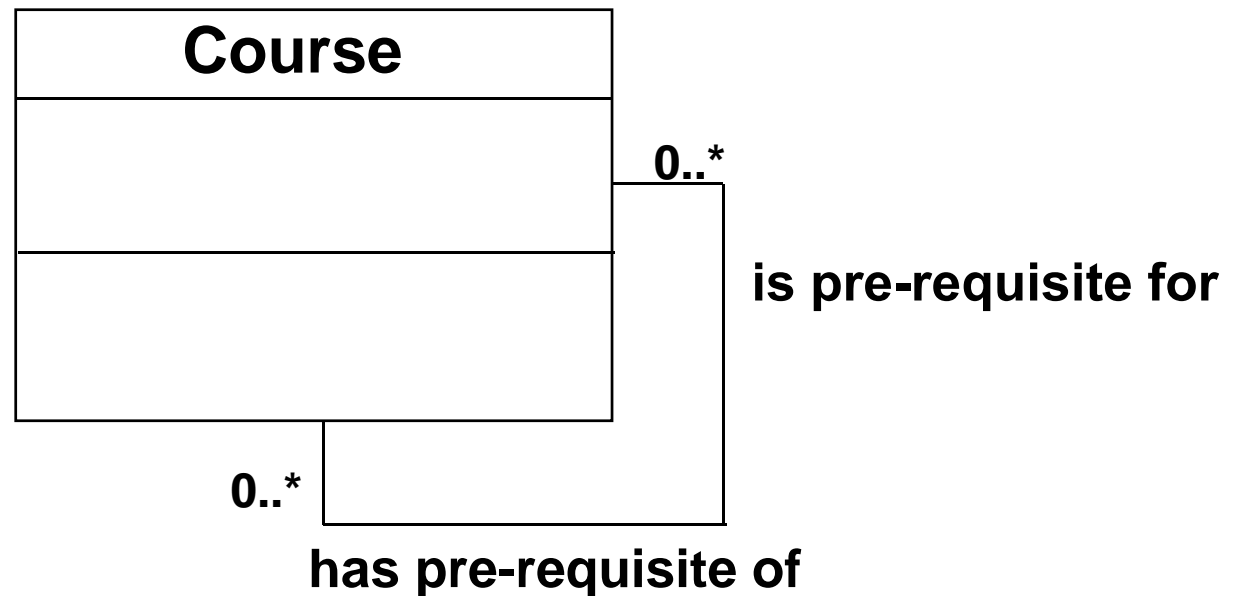 Course
0..*
is pre-requisite for
0..*
has pre-requisite of